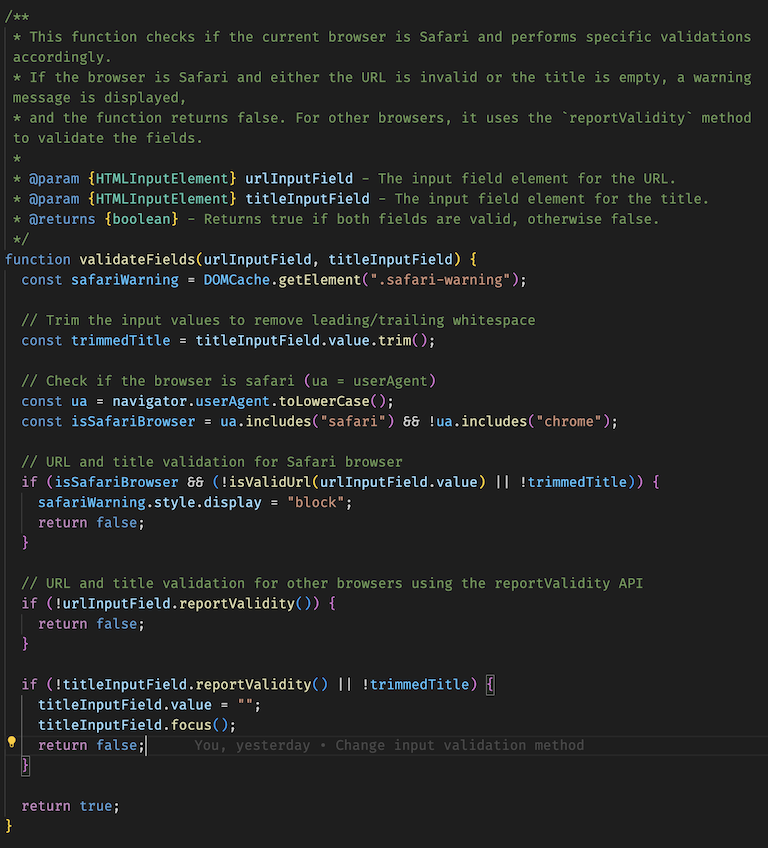 /**
 * This function checks if the current browser is Safari and performs specific validations
accordingly.
 * If the browser is Safari and either the URL is invalid or the title is empty, a warning
message is displayed,
 * and the function returns false. For other browsers, it uses the `reportValidity` method
to validate the fields.
 *
 * @param {HTMLInputElement} urlInputField - The input field element for the URL.
 * @param {HTMLInputElement} titleInputField - The input field element for the title.
 * @returns {boolean} - Returns true if both fields are valid, otherwise false.
 */
function validateFields(urlInputField, titleInputField) {
  const safariWarning = DOMCache.getElement(".safari-warning");

  // Trim the input values to remove leading/trailing whitespace
  const trimmedTitle = titleInputField.value.trim();

  // Check if the browser is safari (ua = userAgent)
  const ua = navigator.userAgent.toLowerCase();
  const isSafariBrowser = ua.includes("safari") && !ua.includes("chrome");

  // URL and title validation for Safari browser
  if (isSafariBrowser && (!isValidUrl(urlInputField.value) || !trimmedTitle)) {
    safariWarning.style.display = "block";
    return false;
  }

  // URL and title validation for other browsers using the reportValidity API
  if (!urlInputField.reportValidity()) {
    return false;
  }

  if (!titleInputField.reportValidity() || !trimmedTitle) {
    titleInputField.value = "";
    titleInputField.focus();
    return false;      You, yesterday • Change input validation method
  }

  return true;
}